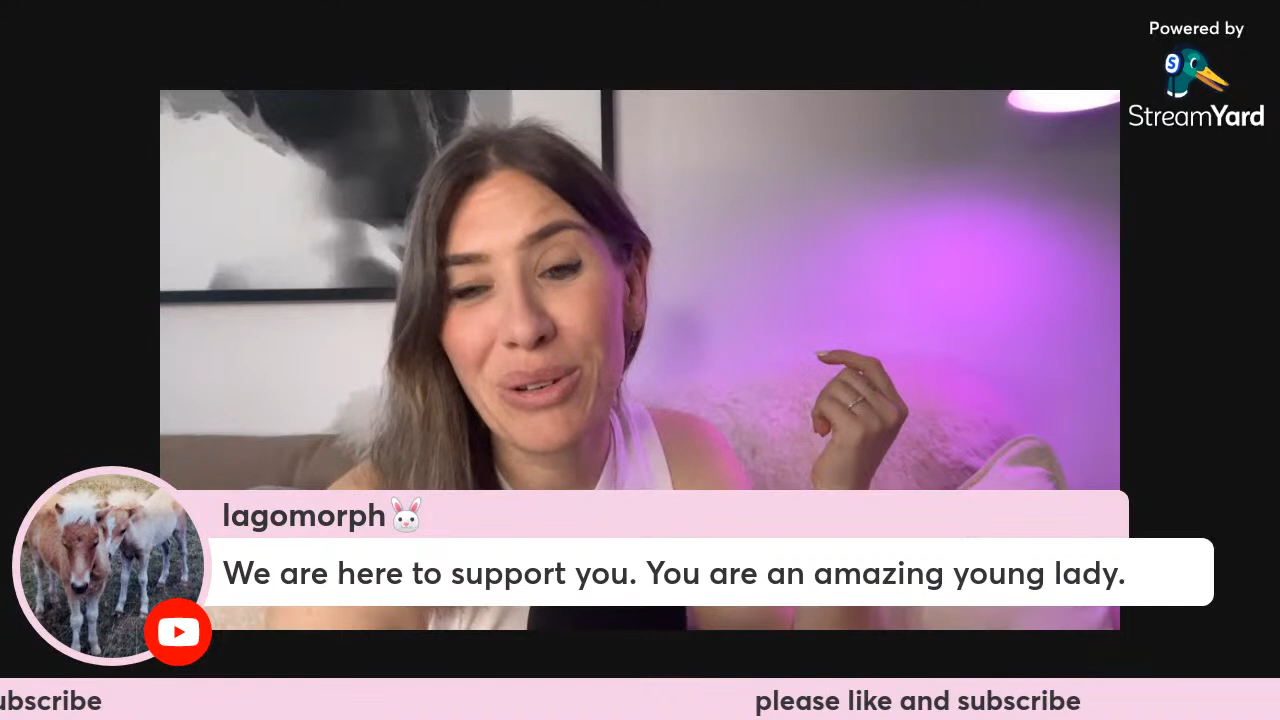 Powered by
S
StreamYard
lagomorph🐰
We are here to support you. You are an amazing young lady.
ubscribe
please like and subscribe